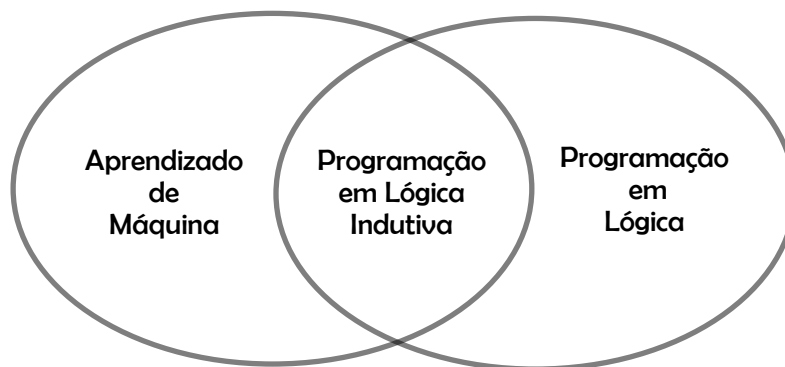 Aprendizado
de
Máquina
Programação
em Lógica
Indutiva
Programação
em
Lógica